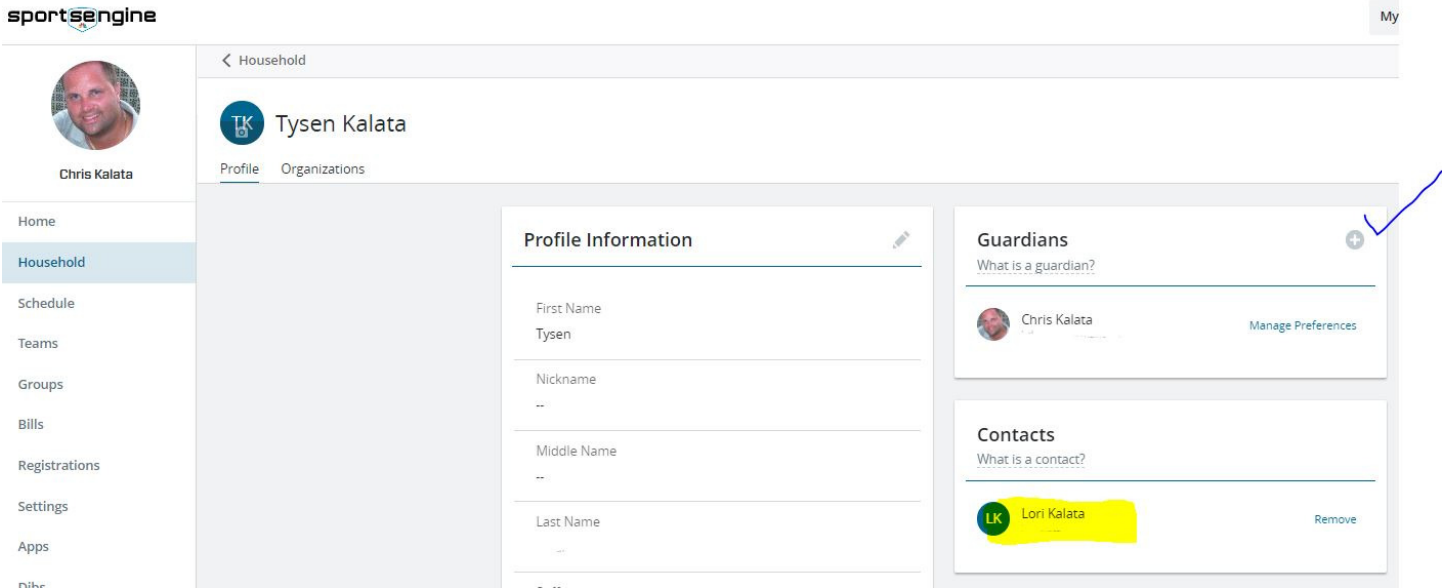 sportsengine
My
Chris Kalata
Home
Household
Schedule
Teams
Groups
Bills
Registrations
Settings
Apps
Dibs
Household
TK
Tysen Kalata
Profile Organizations
Profile Information
First Name
Tysen
Nickname
--
Middle Name
--
Last Name
Guardians
What is a guardian?
Chris Kalata
Manage Preferences
Contacts
What is a contact?
LK
Lori Kalata
Remove